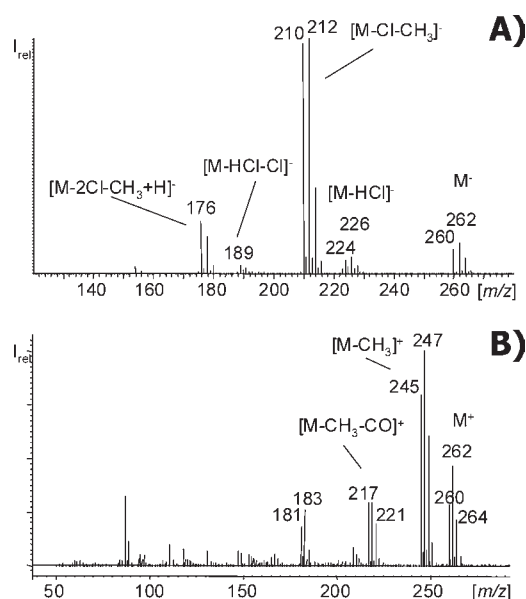 A)
I rel
210 212 [M-Cl-CH₃]⁻
[M-2Cl-CH₃+H]⁻
[M-HCl-Cl]⁻
[M-HCl]⁻
M⁻
176
189
224
226
260
262
140 160 180 200 220 240 260 [m/z]
B)
I rel
[M-CH₃]⁺ 247
245
[M-CH₃-CO]⁺
M⁺
262
260
264
217
221
183
181
50 100 150 200 250 [m/z]